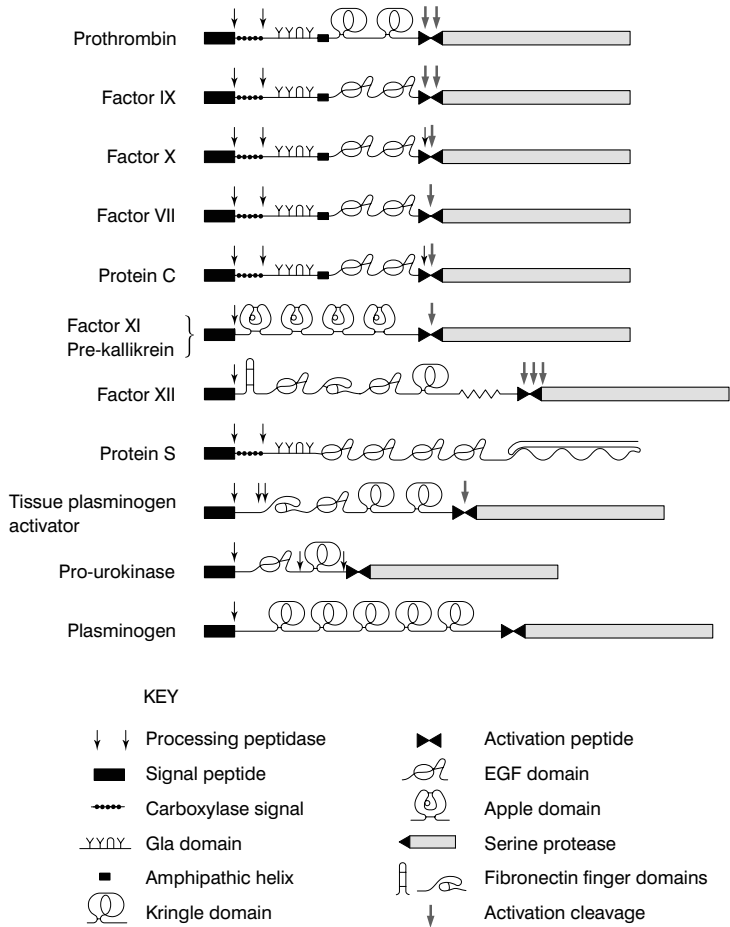 Prothrombin
Factor IX
Factor X
Factor VII
Protein C
Factor XI
Pre-kallikrein
Factor XII
Protein S
Tissue plasminogen
activator
Pro-urokinase
Plasminogen
KEY
Processing peptidase
Activation peptide
Signal peptide
EGF domain
Carboxylase signal
Apple domain
Gla domain
Serine protease
Amphipathic helix
Fibronectin finger domains
Kringle domain
Activation cleavage